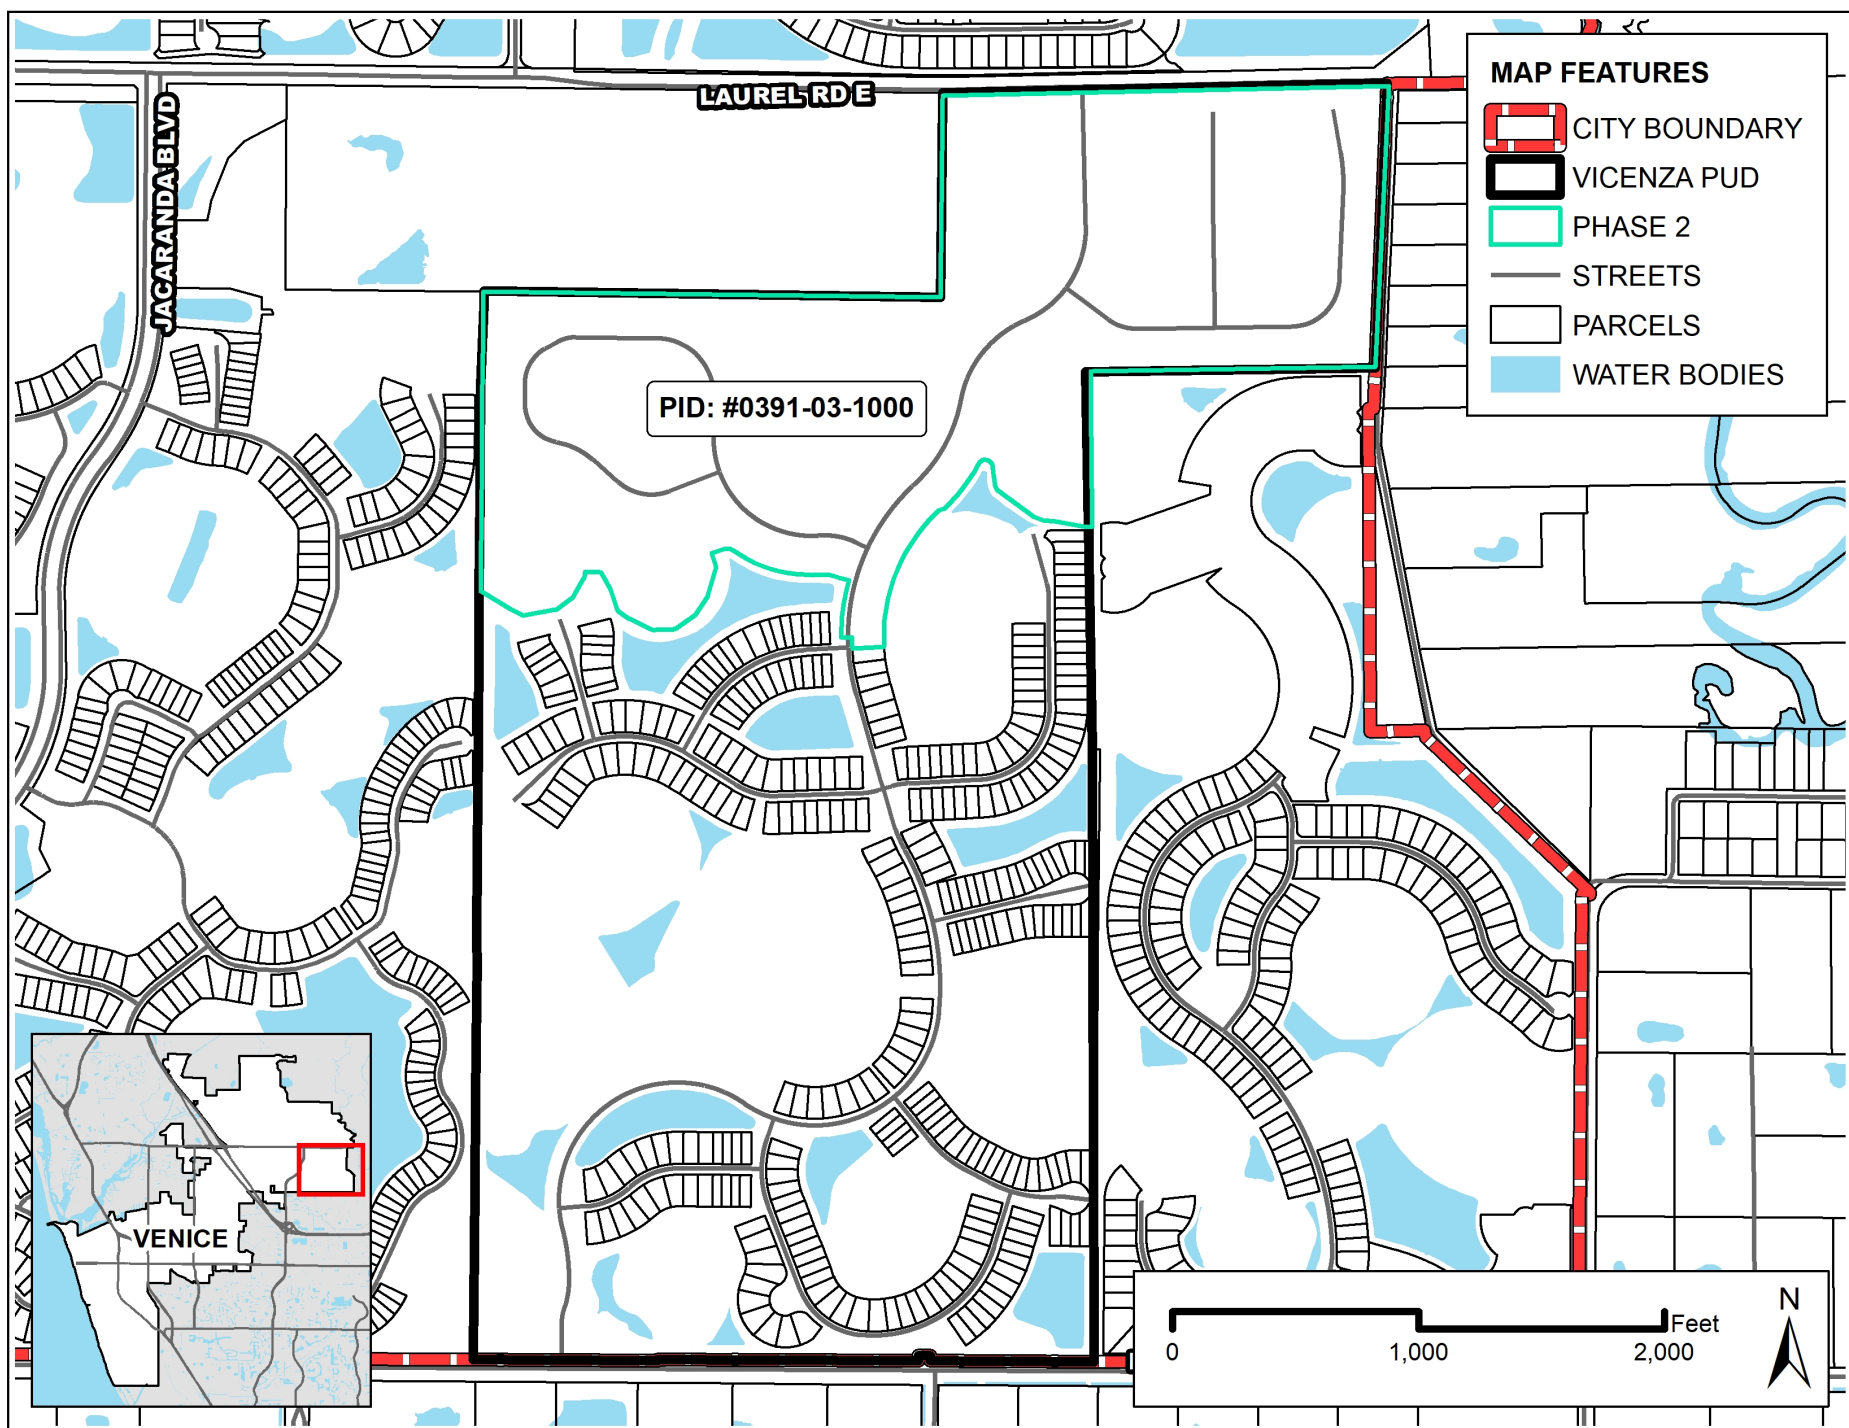 LAUREL RD E
JACARANDA BLVD
PID: #0391-03-1000
MAP FEATURES
CITY BOUNDARY
VICENZA PUD
PHASE 2
STREETS
PARCELS
WATER BODIES
VENICE
Feet
0
1,000
2,000
N